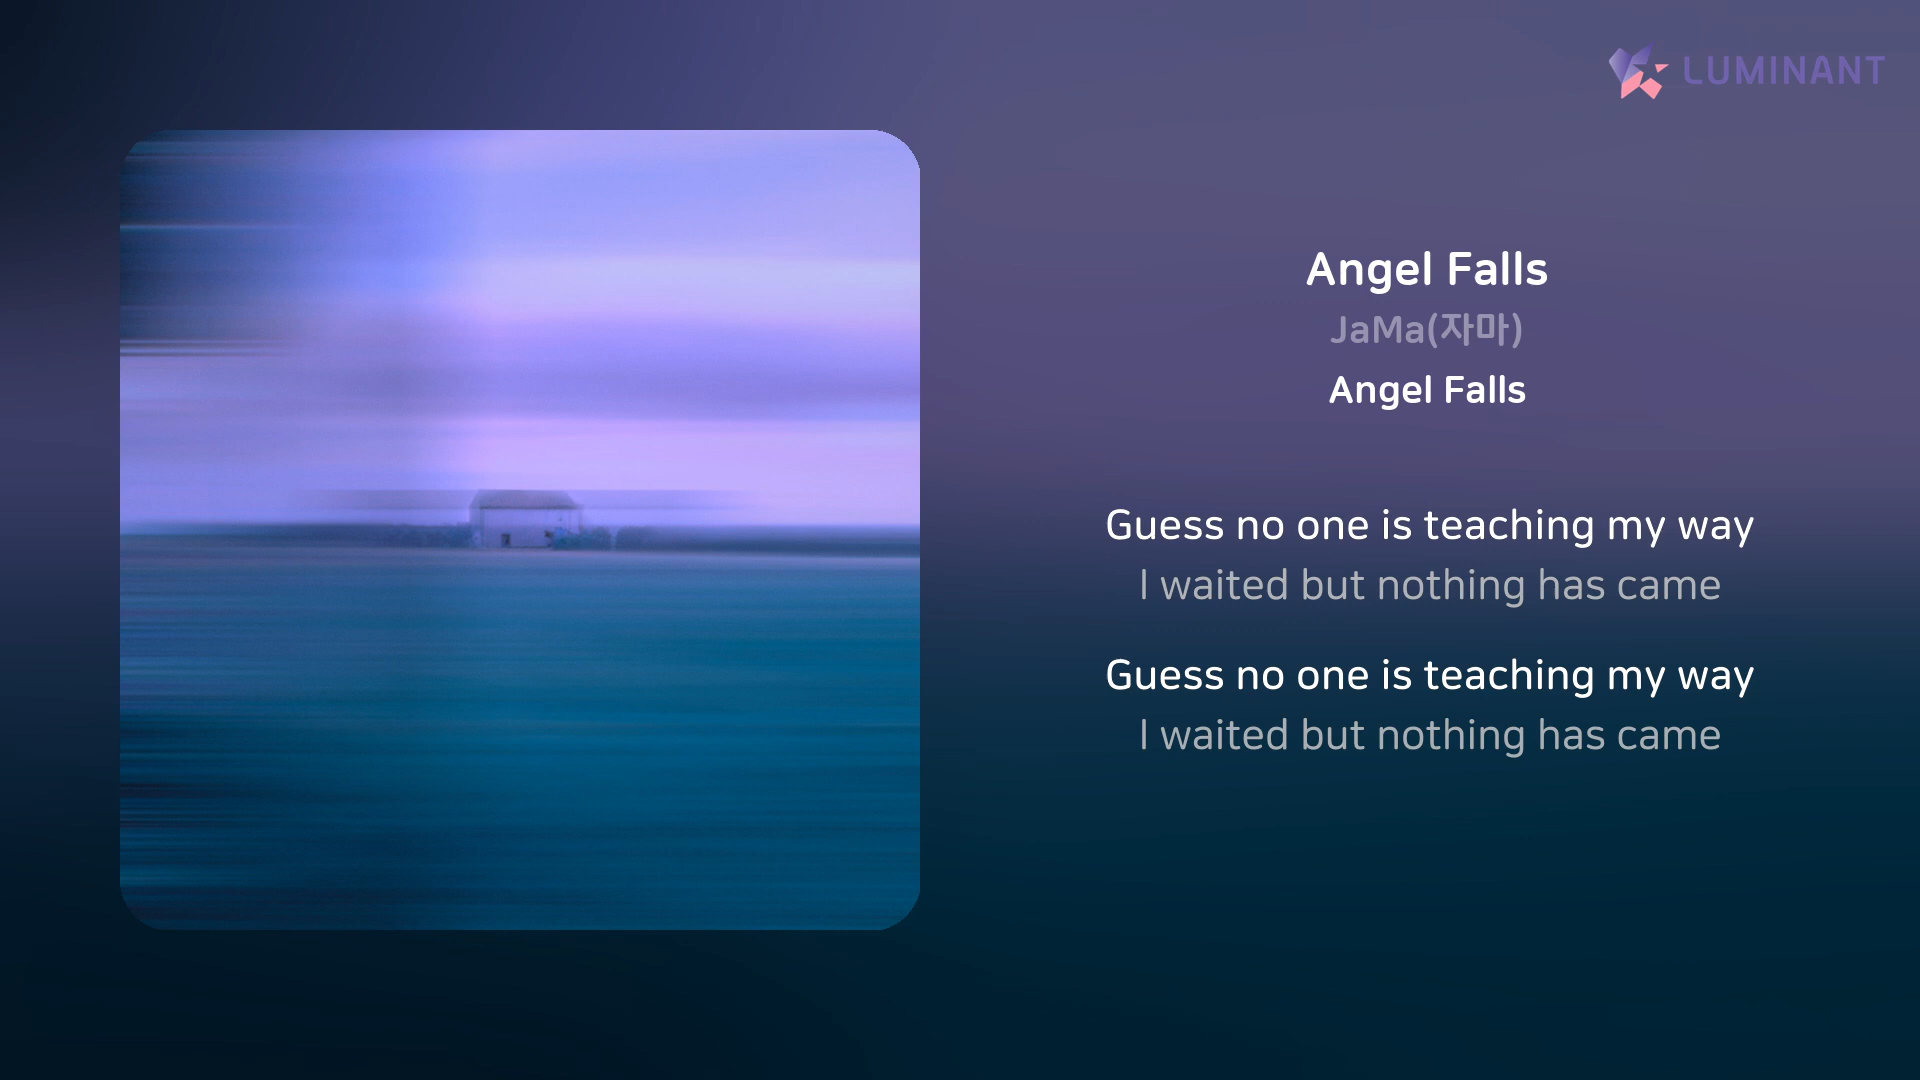 LUMINANT
Angel Falls
JaMa(자마)
Angel Falls
Guess no one is teaching my way
I waited but nothing has came
Guess no one is teaching my way
I waited but nothing has came